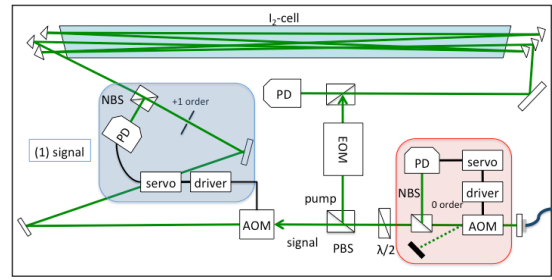 I₂-cell
NBS
+1 order
PD
PD
(1) signal
EOM
PD
servo
NBS
driver
servo
driver
pump
0 order
AOM
signal
PBS
λ/2
AOM